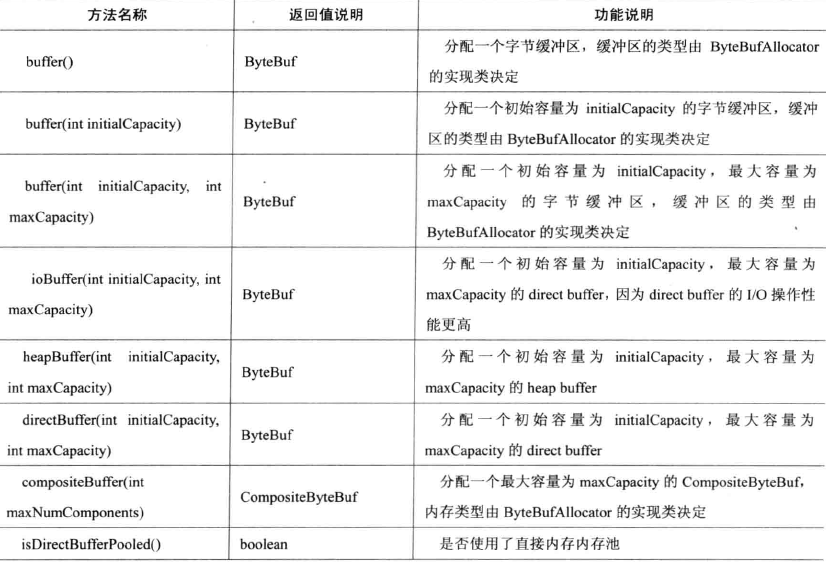 方法名称 返回值说明 功能说明
buffer() ByteBuf 分配一个字节缓冲区，缓冲区的类型由 ByteBufAllocator
的实现类决定
buffer(int initialCapacity) ByteBuf 分配一个初始容量为 initialCapacity 的字节缓冲区，缓冲
区的类型由 ByteBufAllocator 的实现类决定
buffer(int initialCapacity, int
maxCapacity)
ByteBuf
分配一个初始容量为 initialCapacity，最大容量为
maxCapacity 的字节缓冲区，缓冲区的类型由
ByteBufAllocator 的实现类决定
ioBuffer(int initialCapacity, int
maxCapacity)
ByteBuf
分配一个初始容量为 initialCapacity，最大容量为
maxCapacity 的 direct buffer，因为 direct buffer 的 I/O 操作性
能更高
heapBuffer(int initialCapacity,
int maxCapacity)
ByteBuf
分配一个初始容量为 initialCapacity，最大容量为
maxCapacity 的 heap buffer
directBuffer(int initialCapacity,
int maxCapacity)
ByteBuf
分配一个初始容量为 initialCapacity，最大容量为
maxCapacity 的 direct buffer
compositeBuffer(int
maxNumComponents)
CompositeByteBuf
分配一个最大容量为 maxCapacity 的 CompositeByteBuf，
内存类型由 ByteBufAllocator 的实现类决定
isDirectBufferPooled() boolean 是否使用了直接内存内存池